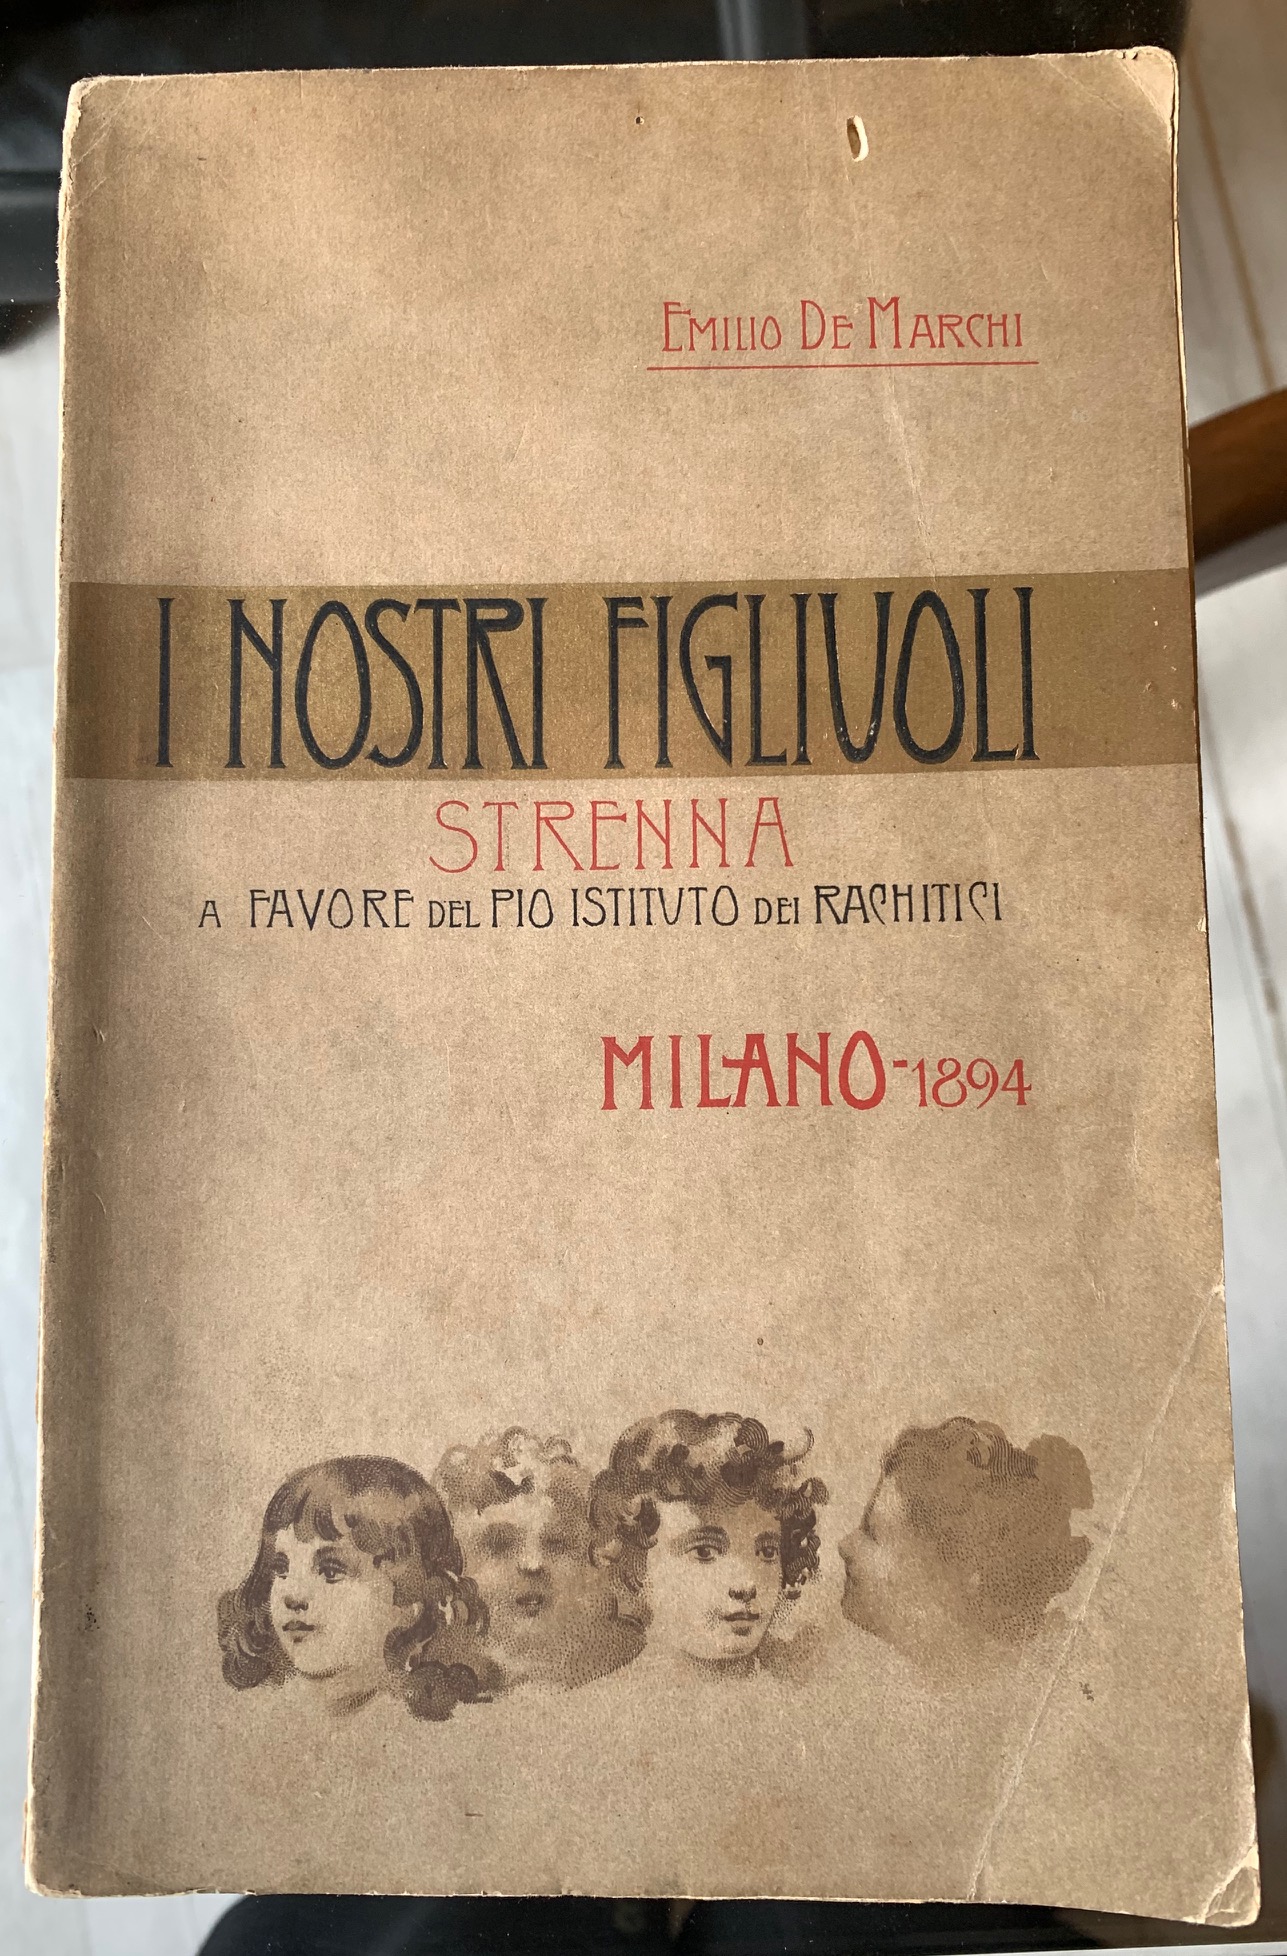 EMILIO DE MARCHI
I NOSTRI FIGLIUOLI
STRENNA
A FAVORE DEL PIO ISTITUTO DEI RACHITICI
MILANO-1894